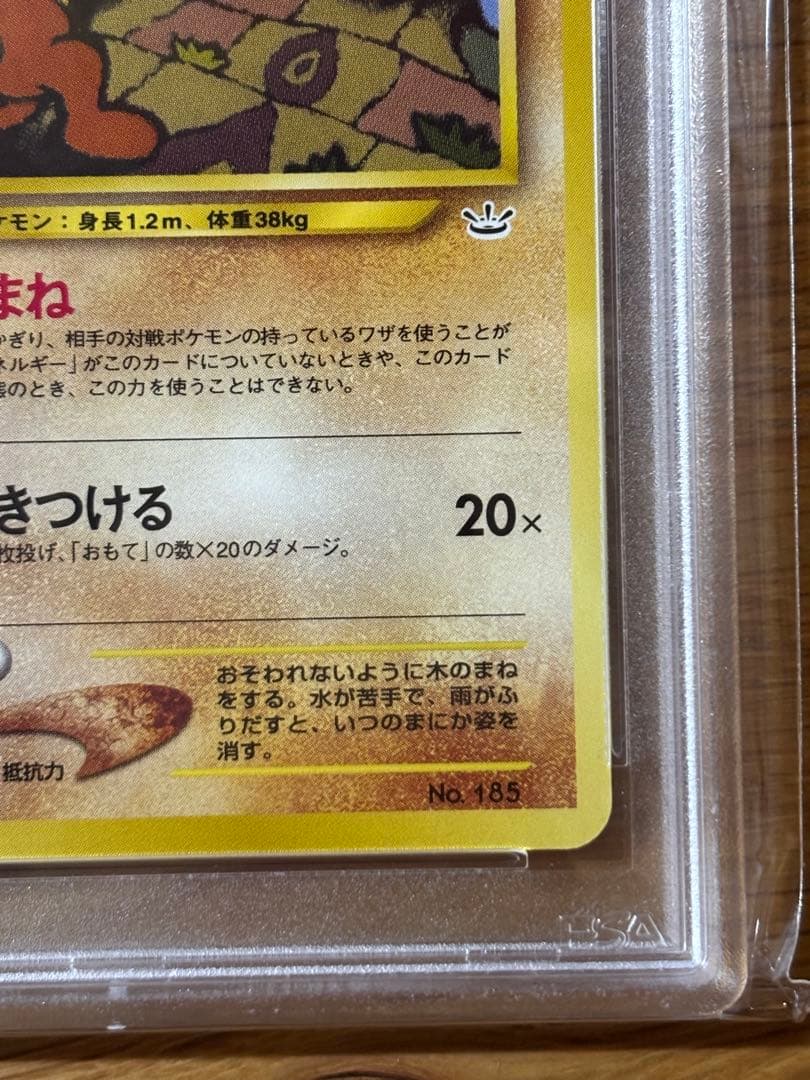 ケモン：身長1.2m、体重38kg
まね
ぎり、相手の対戦ポケモンの持っているワザを使うことが
ネルギー」がこのカードについていないときや、このカード
のとき、この力を使うことはできない。
きつける 20×
枚投げ、「おもて」の数×20のダメージ。
おそわれないように木のまね
をする。水が苦手で、雨がふ
りだすと、いつのまにか姿を
消す。
抵抗力
No. 185
PSA